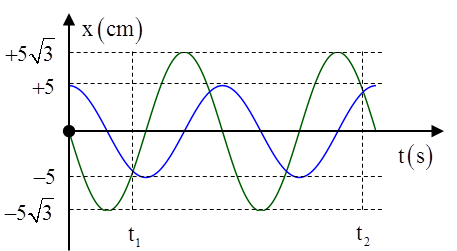 x(cm)
+5√3
+5
t(s)
−5
−5√3
t₁ t₂